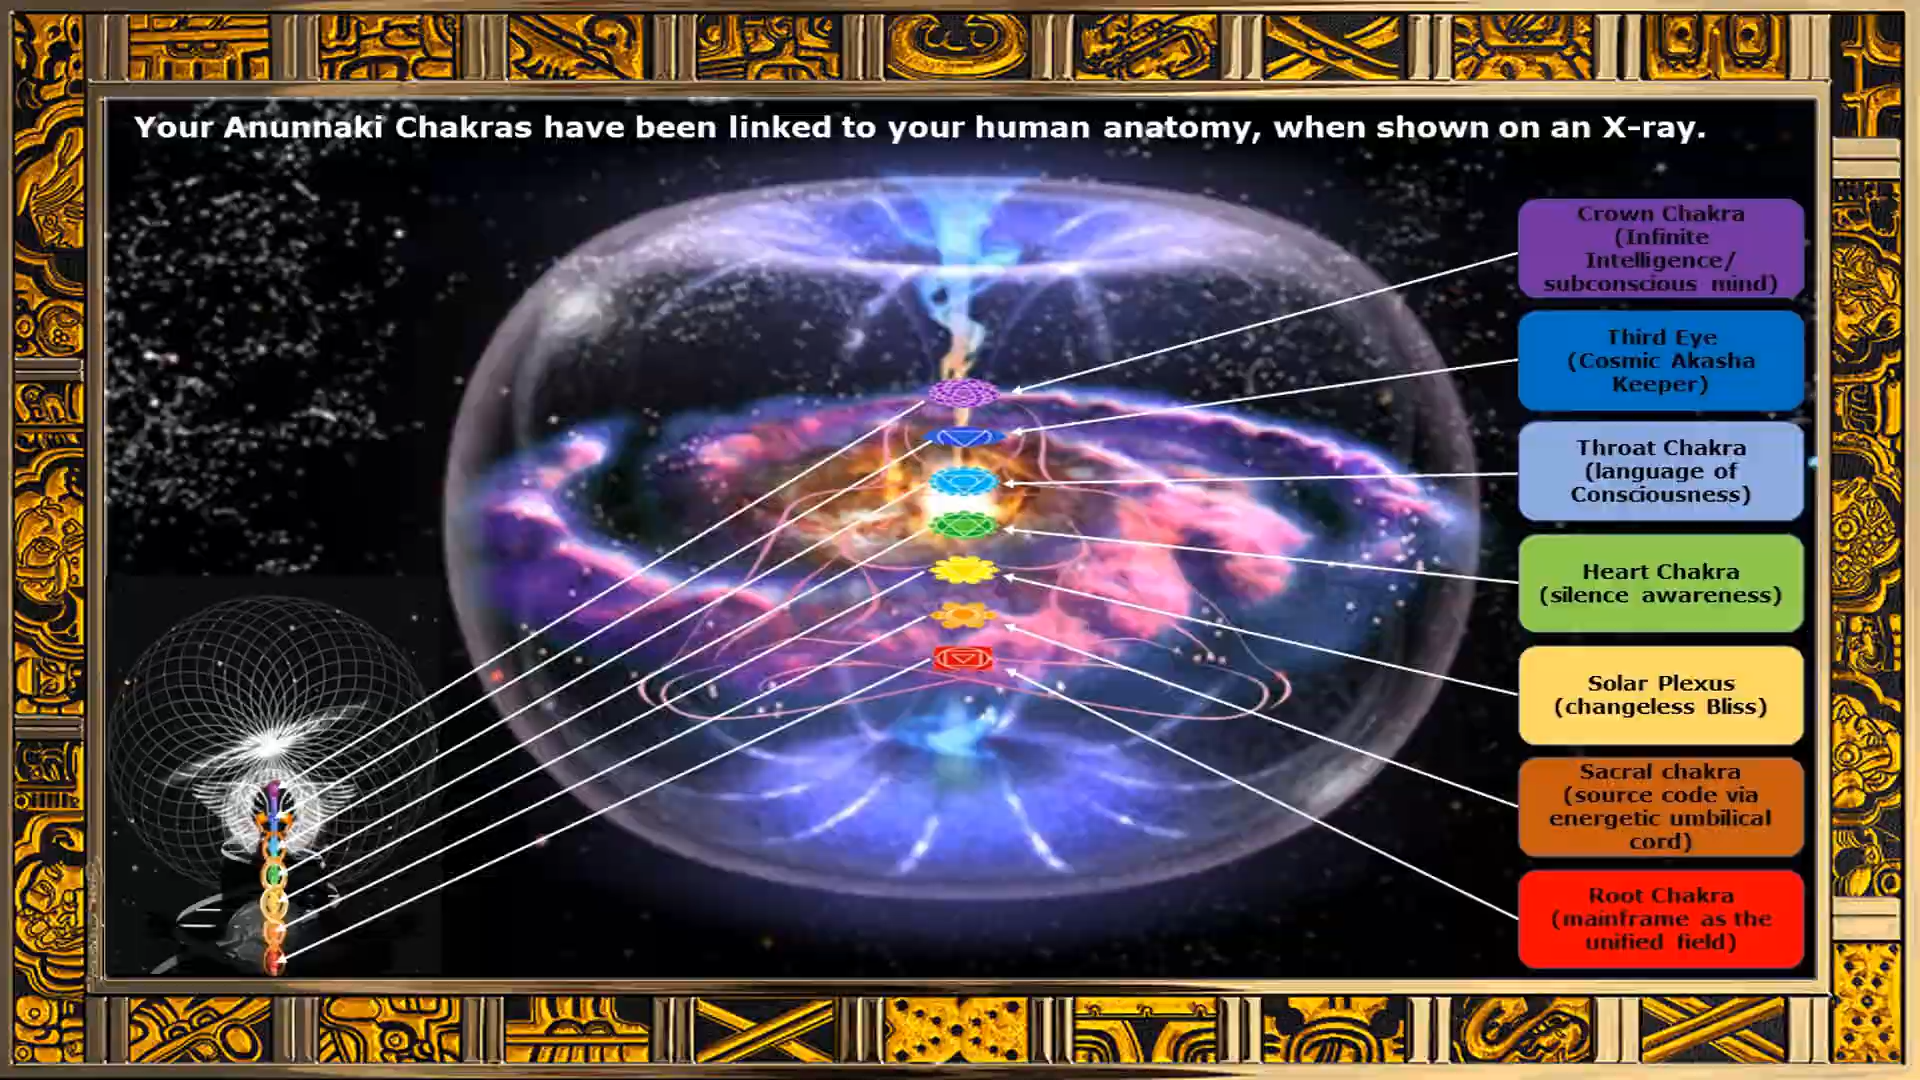 Your Anunnaki Chakras have been linked to your human anatomy, when shown on an X-ray.
Crown Chakra
(Infinite
Intelligence/
subconscious mind)
Third Eye
(Cosmic Akasha
Keeper)
Throat Chakra
(language of
Consciousness)
Heart Chakra
(silence awareness)
Solar Plexus
(changeless Bliss)
Sacral chakra
(source code via
energetic umbilical
cord)
Root Chakra
(mainframe as the
unified field)